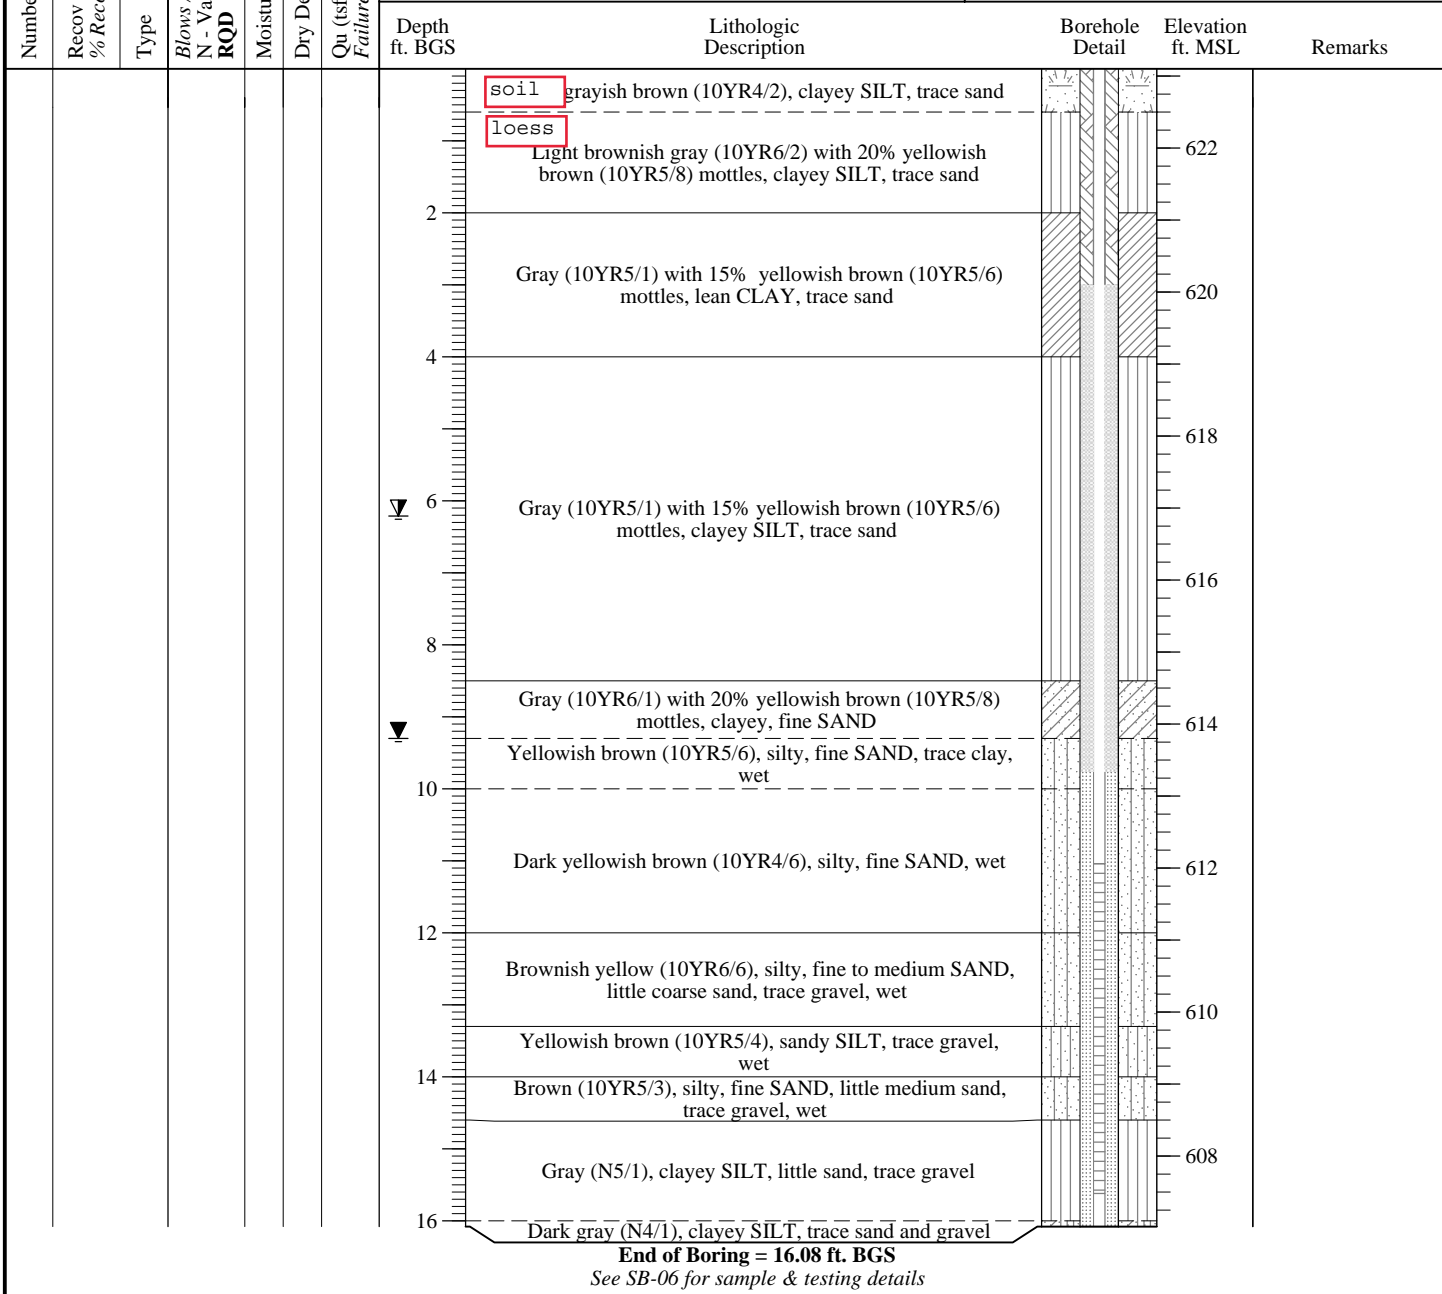 Numbe
Recov
% Rece
Type
Blows
N - Va
RQD
Moistu
Dry De
Qu (tsf
Failure
Depth
ft. BGS
Lithologic
Description
Borehole
Detail
Elevation
ft. MSL
Remarks
soil grayish brown (10YR4/2), clayey SILT, trace sand
loess
Light brownish gray (10YR6/2) with 20% yellowish
brown (10YR5/8) mottles, clayey SILT, trace sand
622
2
Gray (10YR5/1) with 15% yellowish brown (10YR5/6)
mottles, lean CLAY, trace sand
620
4
618
6
Gray (10YR5/1) with 15% yellowish brown (10YR5/6)
mottles, clayey SILT, trace sand
616
8
Gray (10YR6/1) with 20% yellowish brown (10YR5/8)
mottles, clayey, fine SAND
614
Yellowish brown (10YR5/6), silty, fine SAND, trace clay,
wet
10
Dark yellowish brown (10YR4/6), silty, fine SAND, wet
612
12
Brownish yellow (10YR6/6), silty, fine to medium SAND,
little coarse sand, trace gravel, wet
610
Yellowish brown (10YR5/4), sandy SILT, trace gravel,
wet
14
Brown (10YR5/3), silty, fine SAND, little medium sand,
trace gravel, wet
608
Gray (N5/1), clayey SILT, little sand, trace gravel
16
Dark gray (N4/1), clayey SILT, trace sand and gravel
End of Boring = 16.08 ft. BGS
See SB-06 for sample & testing details